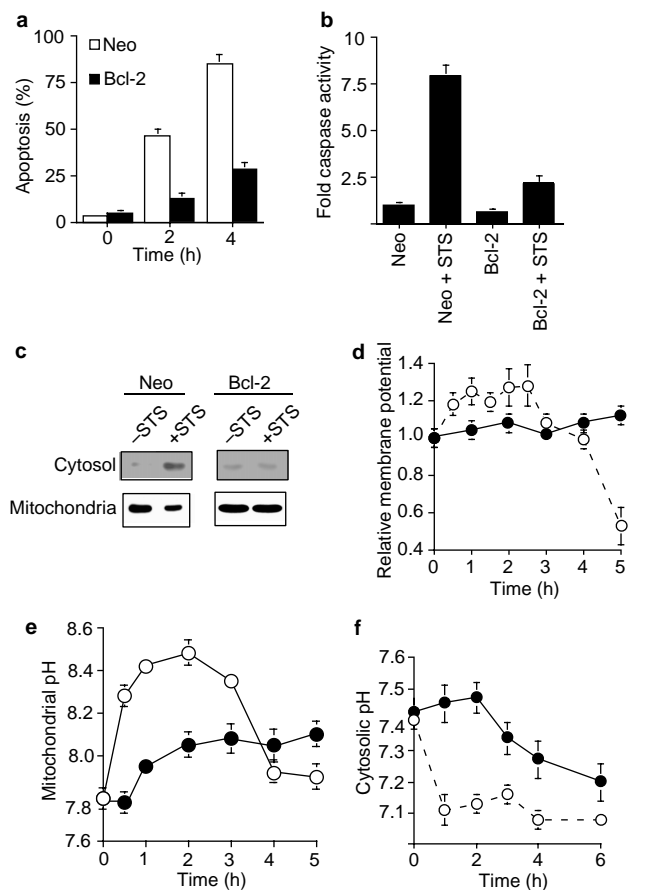 a
100
75
50
25
0
Apoptosis (%)
Neo
Bcl-2
0 2 4
Time (h)
b
10
7.5
5.0
2.5
Fold caspase activity
Neo
Neo + STS
Bcl-2
Bcl-2 + STS
c
Neo Bcl-2
–STS +STS –STS +STS
Cytosol
Mitochondria
d
1.4
1.2
1.0
0.8
0.6
0.4
Relative membrane potential
0 1 2 3 4 5
Time (h)
e
8.6
8.4
8.2
8.0
7.8
7.6
Mitochondrial pH
0 1 2 3 4 5
Time (h)
f
7.6
7.5
7.4
7.3
7.2
7.1
Cytosolic pH
0 2 4 6
Time (h)